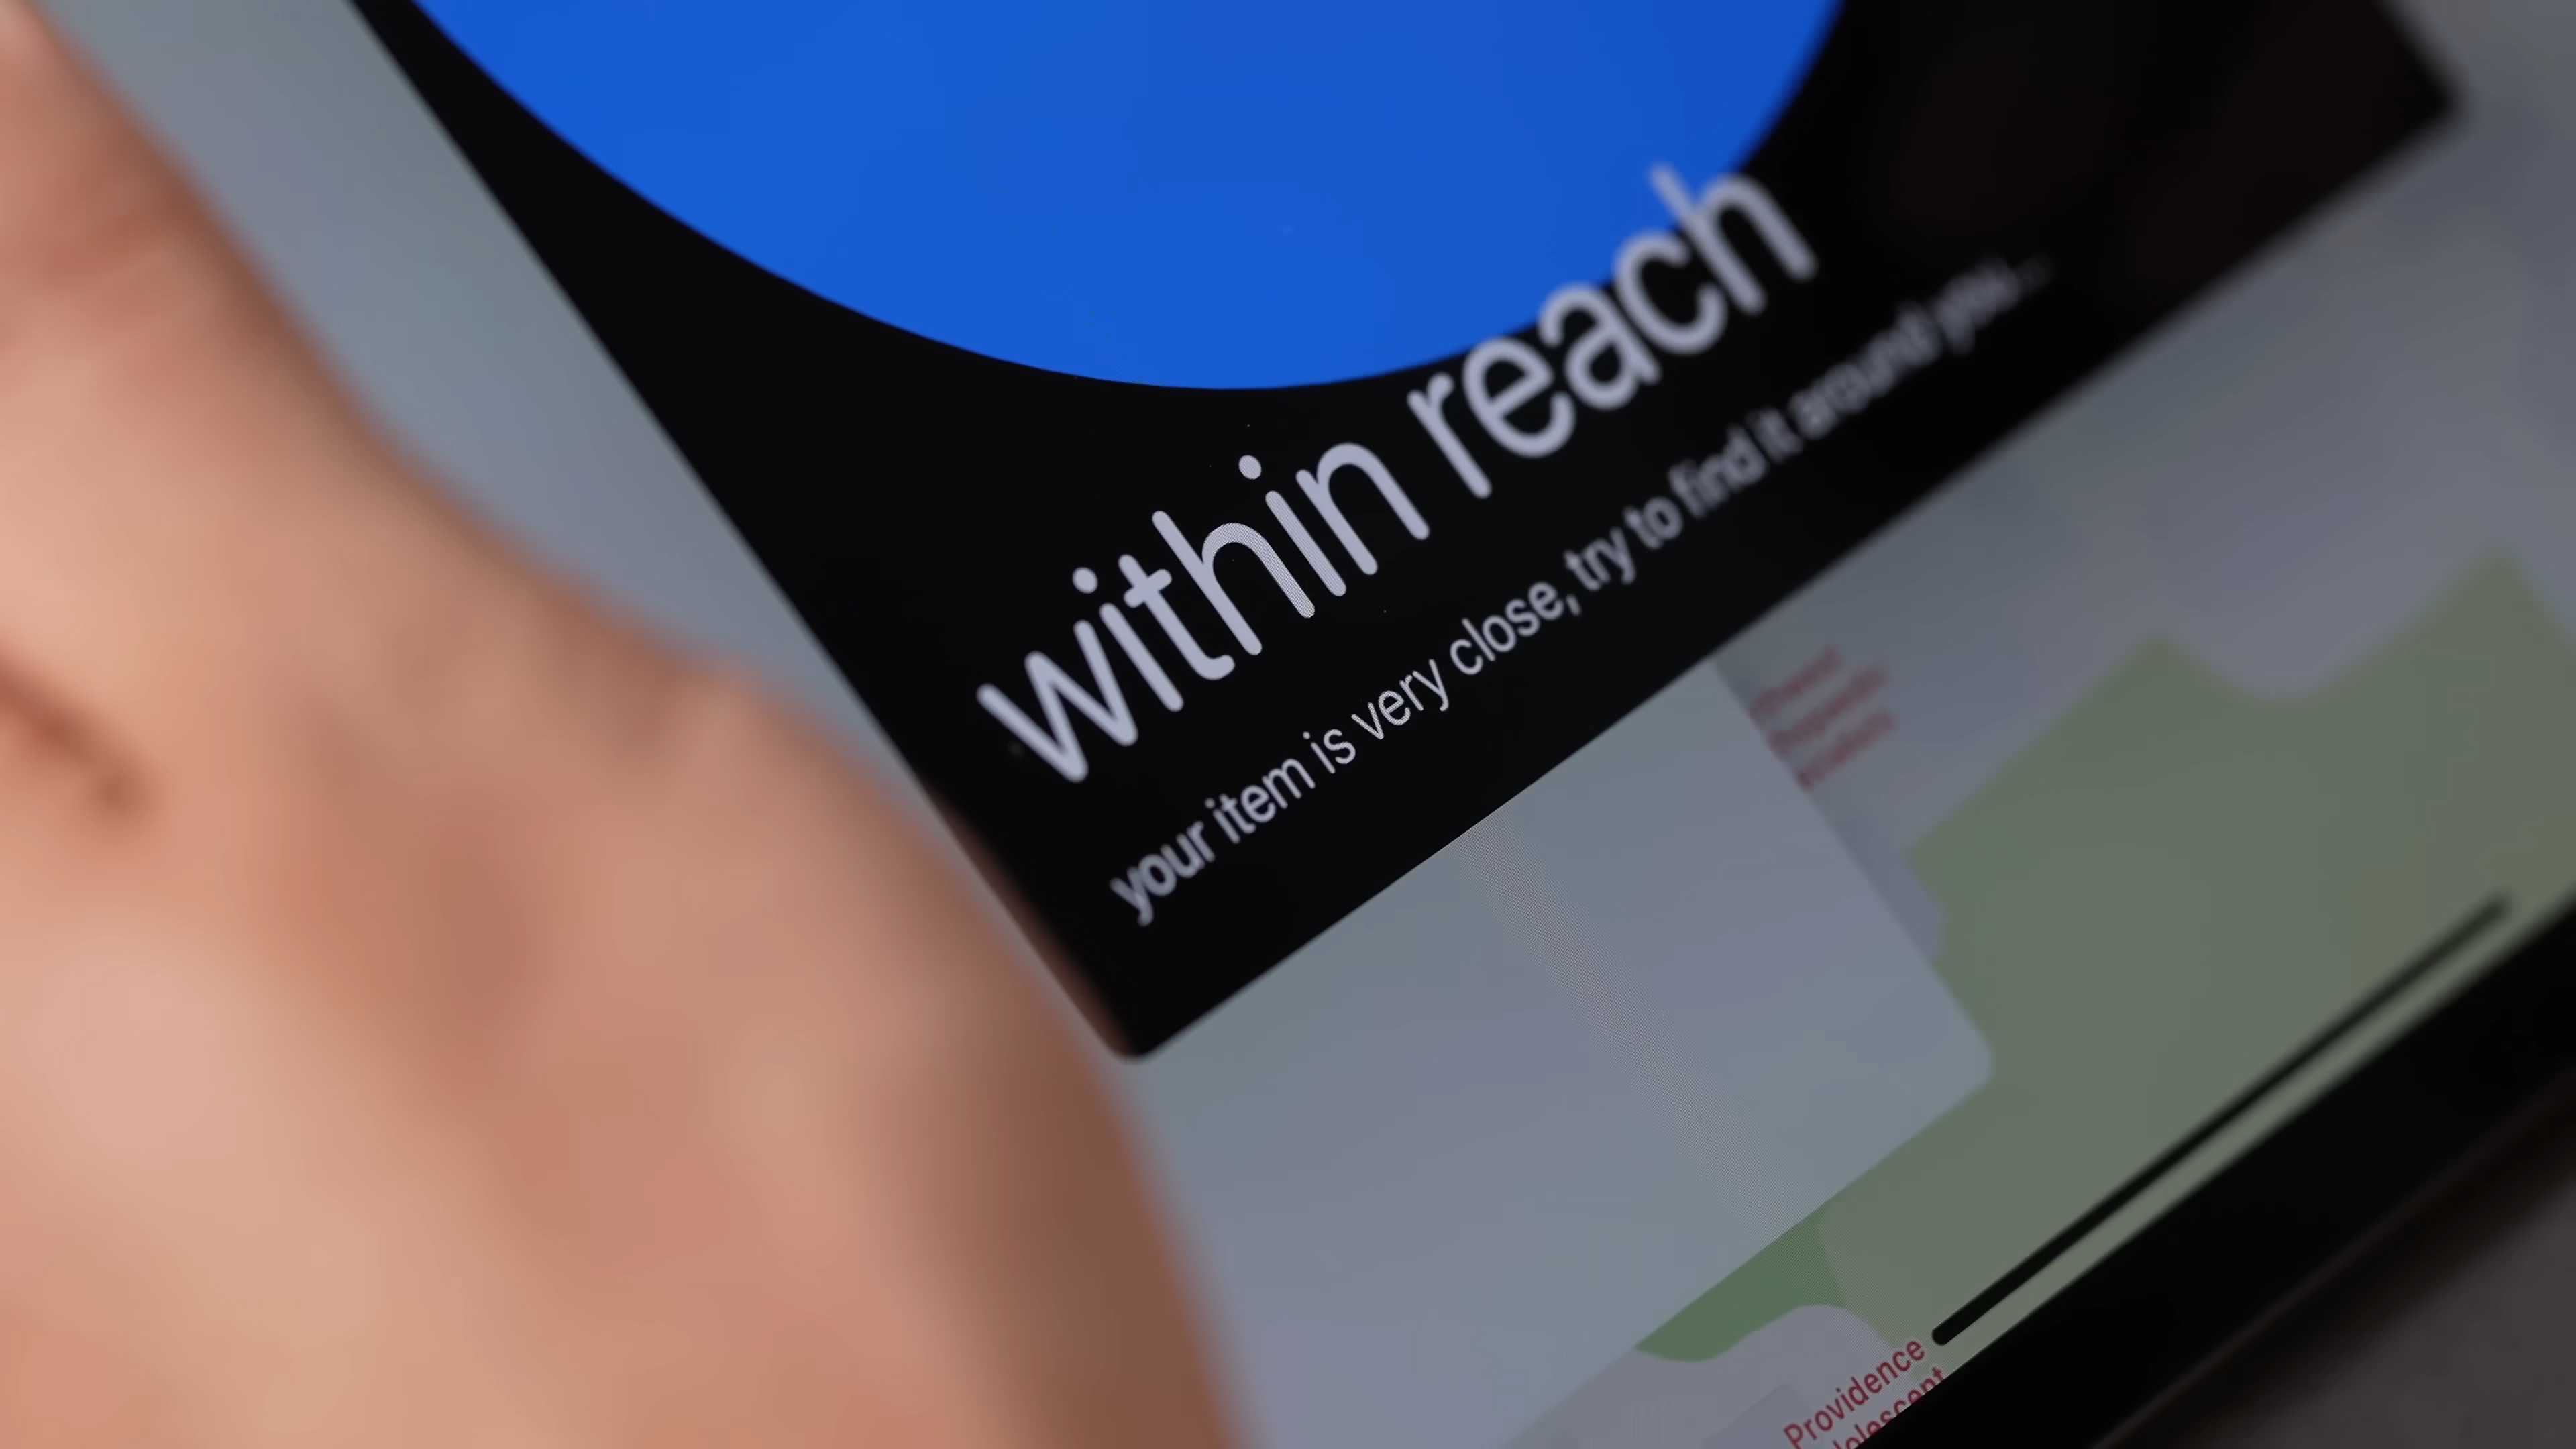 within reach
your item is very close, try to find it around you...
Providence